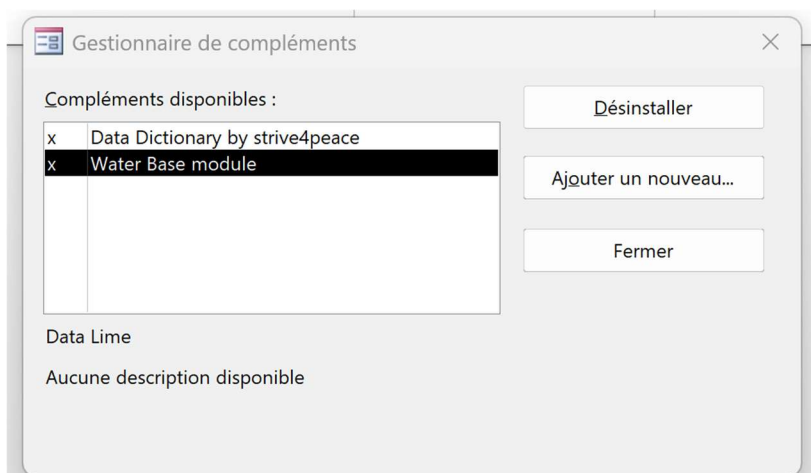 Gestionnaire de compléments
Compléments disponibles :
x Data Dictionary by strive4peace
x Water Base module
Désinstaller
Ajouter un nouveau...
Fermer
Data Lime
Aucune description disponible